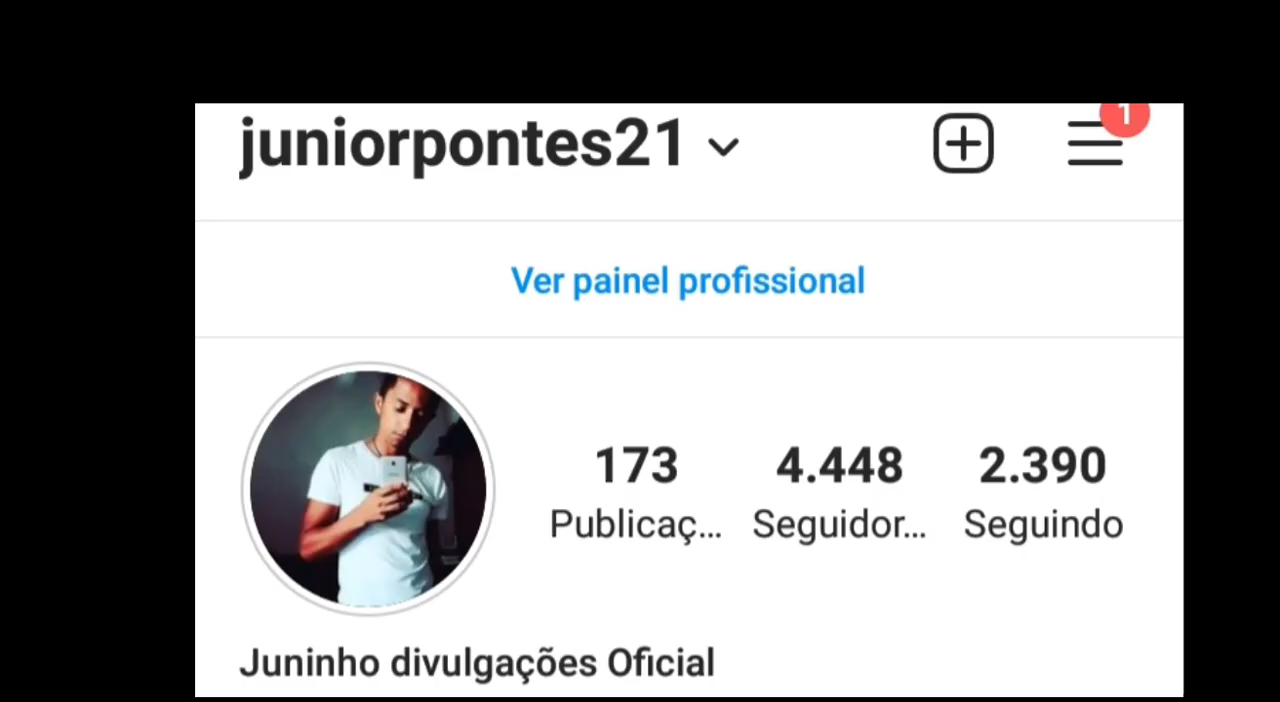 juniorpontes21
1
Ver painel profissional
173 4.448 2.390
Publicaç... Seguidor... Seguindo
Juninho divulgações Oficial